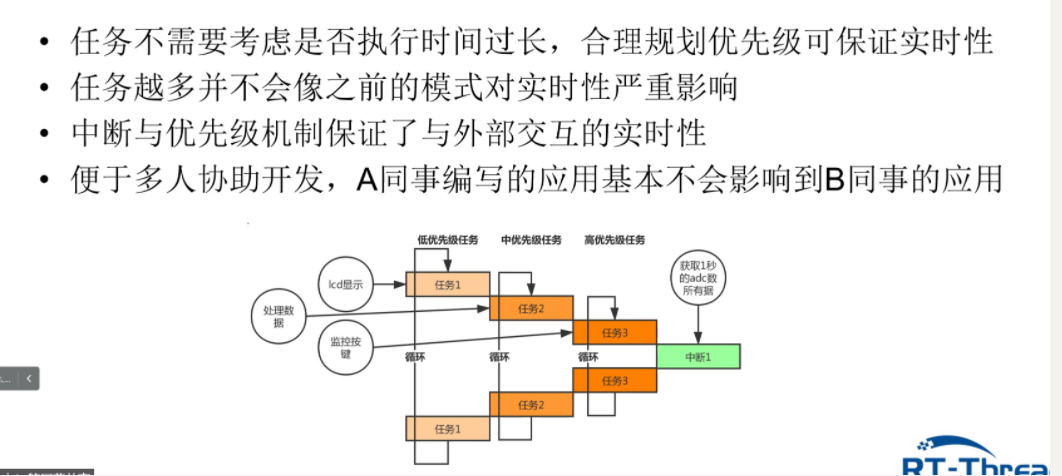 • 任务不需要考虑是否执行时间过长，合理规划优先级可保证实时性
• 任务越多并不会像之前的模式对实时性严重影响
• 中断与优先级机制保证了与外部交互的实时性
• 便于多人协助开发，A同事编写的应用基本不会影响到B同事的应用
低优先级任务 中优先级任务 高优先级任务
获取1秒
的adc数
所有据
lcd显示
任务1
处理数
据
任务2
监控按
键
任务3
循环 循环 循环
中断1
任务3
任务2
任务1
RT-Threa